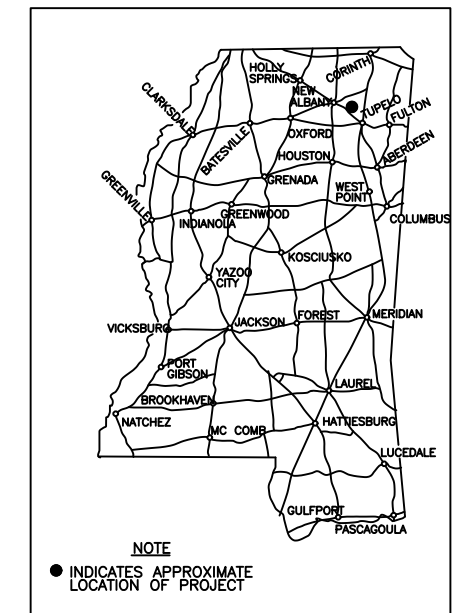 HOLLY
SPRINGS
CORINTH
NEW
ALBANY
TUPELO
FULTON
CLARKSDALE
BATESVILLE
OXFORD
ABERDEEN
HOUSTON
GREENVILLE
GRENADA
WEST
POINT
INDIANOLA
GREENWOOD
COLUMBUS
KOSCIUSKO
YAZOO
CITY
VICKSBURG
JACKSON
FOREST
MERIDIAN
PORT
GIBSON
LAUREL
BROOKHAVEN
NATCHEZ
MC COMB
HATTIESBURG
LUCEDALE
GULFPORT
PASCAGOULA
NOTE
INDICATES APPROXIMATE
LOCATION OF PROJECT